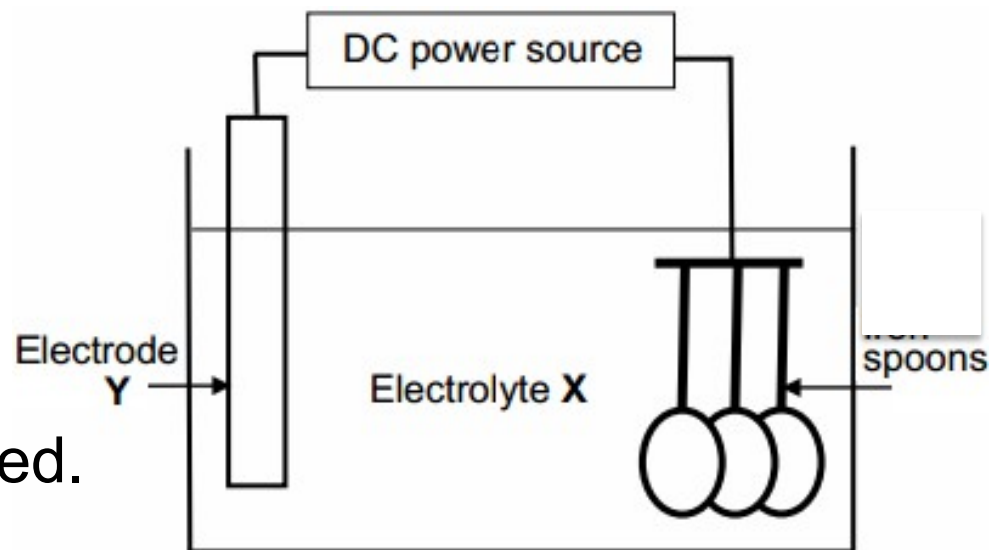 DC power source
Electrode
Y
Electrolyte X
spoons
ed.